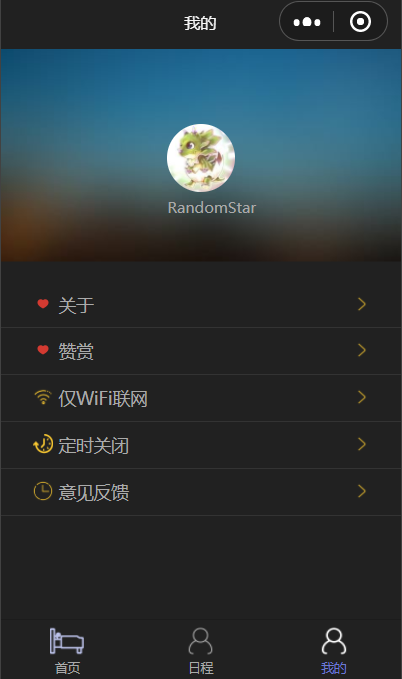 我的
RandomStar
关于
赞赏
仅WiFi联网
定时关闭
意见反馈
首页
日程
我的